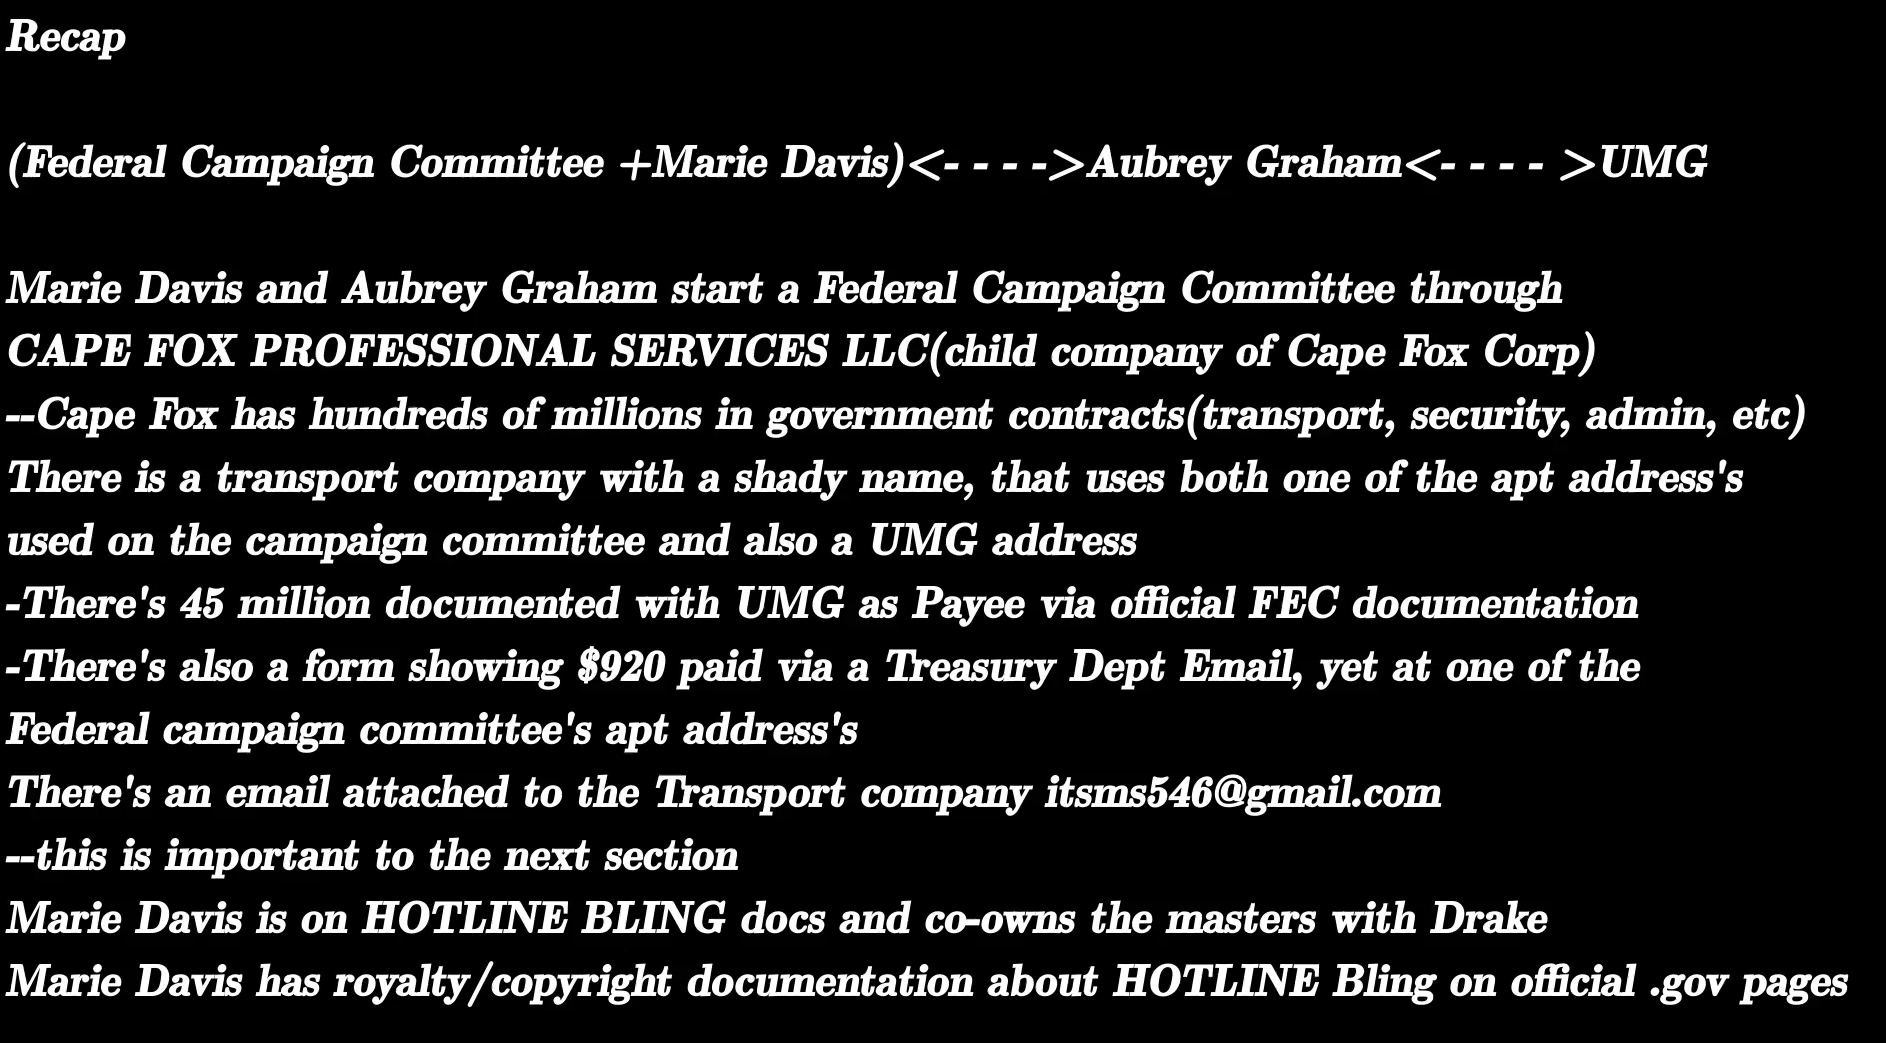 Recap
(Federal Campaign Committee +Marie Davis)<- - - ->Aubrey Graham<- - - - >UMG
Marie Davis and Aubrey Graham start a Federal Campaign Committee through
CAPE FOX PROFESSIONAL SERVICES LLC(child company of Cape Fox Corp)
--Cape Fox has hundreds of millions in government contracts(transport, security, admin, etc)
There is a transport company with a shady name, that uses both one of the apt address's
used on the campaign committee and also a UMG address
-There's 45 million documented with UMG as Payee via official FEC documentation
-There's also a form showing $920 paid via a Treasury Dept Email, yet at one of the
Federal campaign committee's apt address's
There's an email attached to the Transport company itsms546@gmail.com
--this is important to the next section
Marie Davis is on HOTLINE BLING docs and co-owns the masters with Drake
Marie Davis has royalty/copyright documentation about HOTLINE Bling on official .gov pages